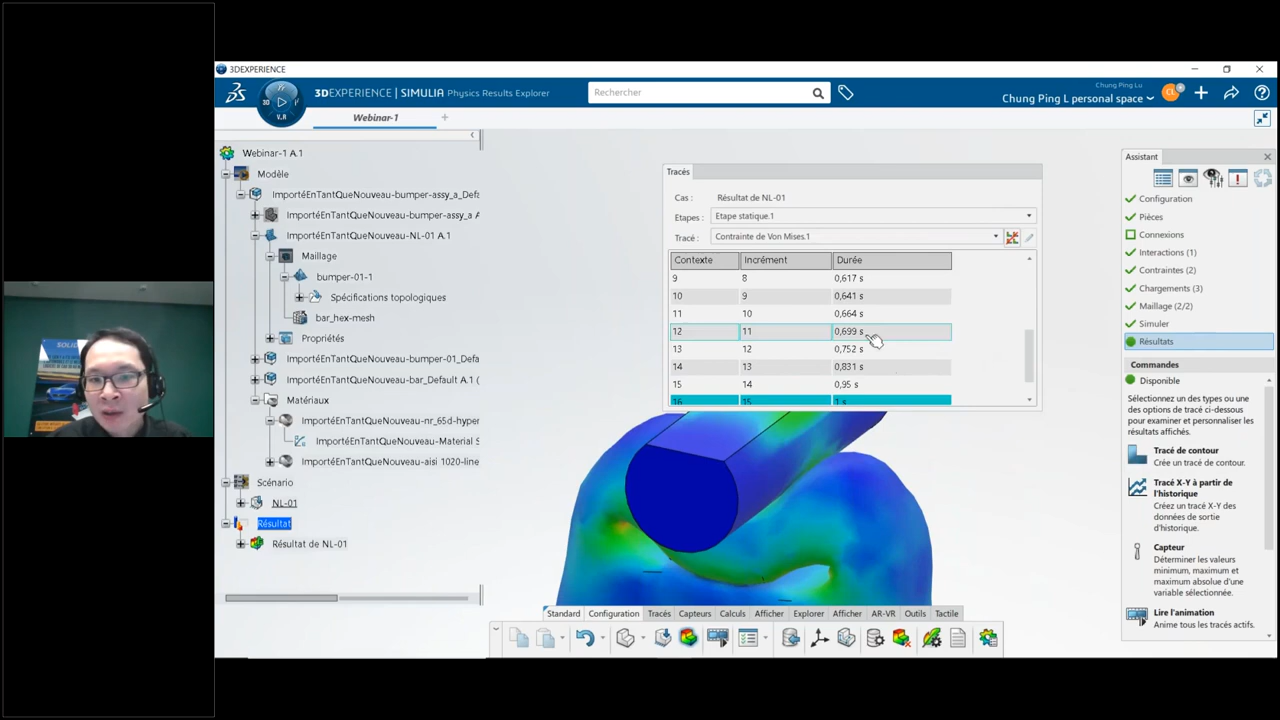 3DEXPERIENCE
3DEXPERIENCE | SIMULIA Physics Results Explorer
Rechercher
Chung Ping Lu
Chung Ping L personal space
3D
V.R
Webinar-1
Webinar-1 A.1
Modèle
ImportéEnTantQueNouveau-bumper-assy_a_Defa
ImportéEnTantQueNouveau-bumper-assy_a A
ImportéEnTantQueNouveau-NL-01 A.1
Maillage
bumper-01-1
Spécifications topologiques
bar_hex-mesh
Propriétés
ImportéEnTantQueNouveau-bumper-01_Defa
ImportéEnTantQueNouveau-bar_Default A.1 (
Matériaux
ImportéEnTantQueNouveau-nr_65d-hyper
ImportéEnTantQueNouveau-Material S
ImportéEnTantQueNouveau-aisi 1020-line
Scénario
NL-01
Résultat
Résultat de NL-01
Tracés
Cas : Résultat de NL-01
Etapes : Etape statique.1
Tracé : Contrainte de Von Mises.1
Contexte Incrément Durée
9 8 0,617 s
10 9 0,641 s
11 10 0,664 s
12 11 0,699 s
13 12 0,752 s
14 13 0,831 s
15 14 0,95 s
16 15 1 s
Assistant
Configuration
Pièces
Connexions
Interactions (1)
Contraintes (2)
Chargements (3)
Maillage (2/2)
Simuler
Résultats
Commandes
Disponible
Sélectionnez un des types ou une
des options de tracé ci-dessous
pour examiner et personnaliser les
résultats affichés.
Tracé de contour
Crée un tracé de contour.
Tracé X-Y à partir de
l'historique
Créez un tracé X-Y des
données de sortie
d'historique.
Capteur
Déterminer les valeurs
minimum, maximum et
maximum absolue d'une
variable sélectionnée.
Lire l'animation
Anime tous les tracés actifs.
Standard Configuration Tracés Capteurs Calculs Afficher Explorer Afficher AR-VR Outils Tactile